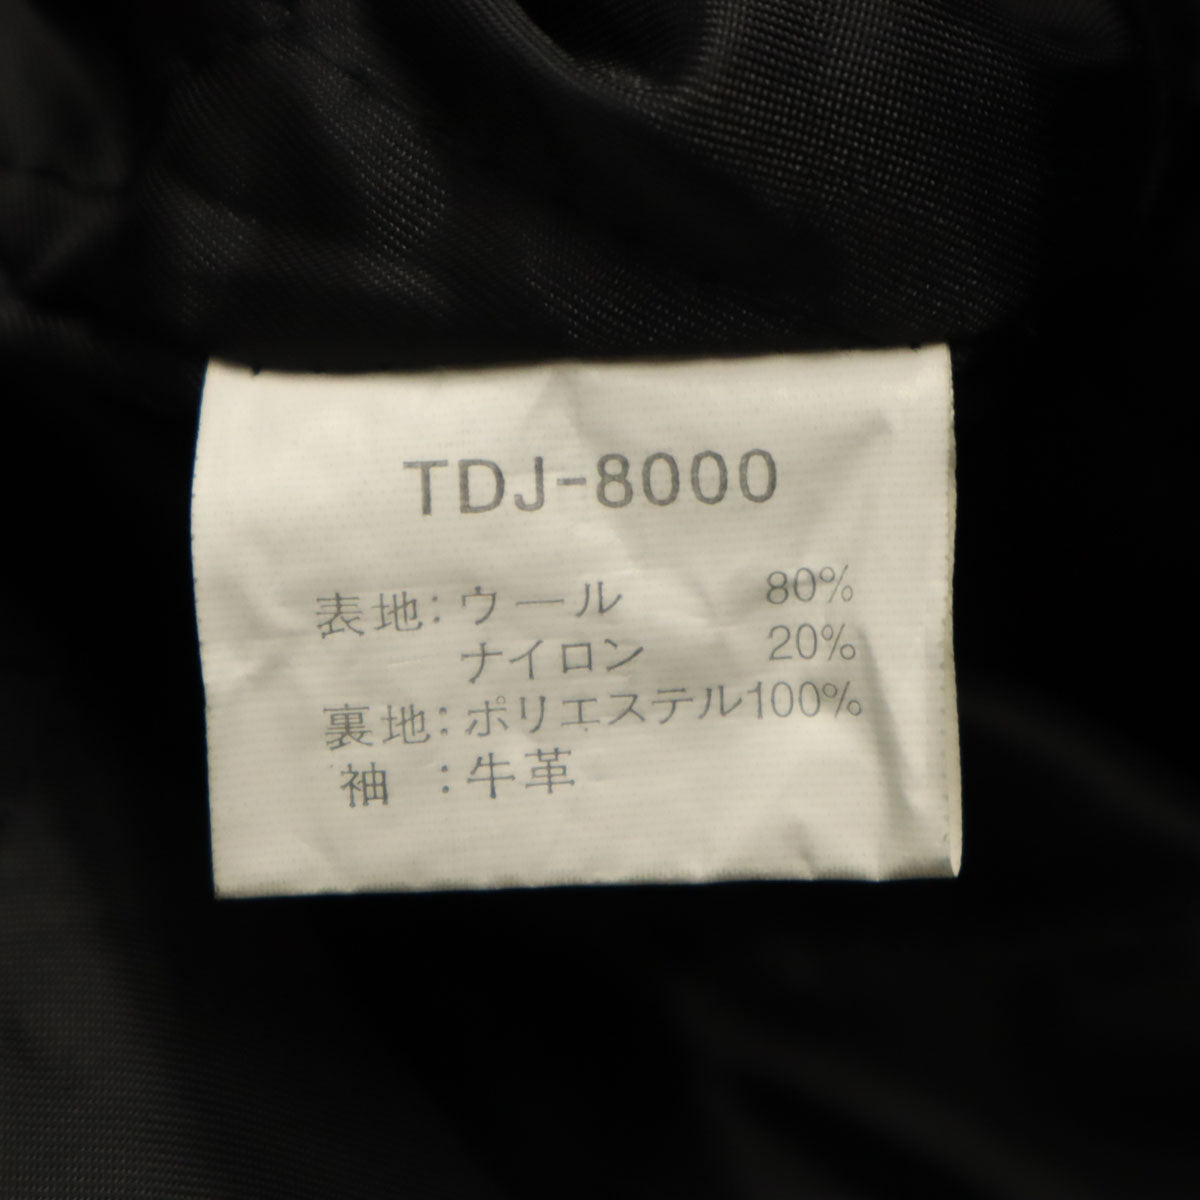 TDJ-8000
表地:ウール 80%
ナイロン 20%
裏地:ポリエステル100%
袖 :牛革